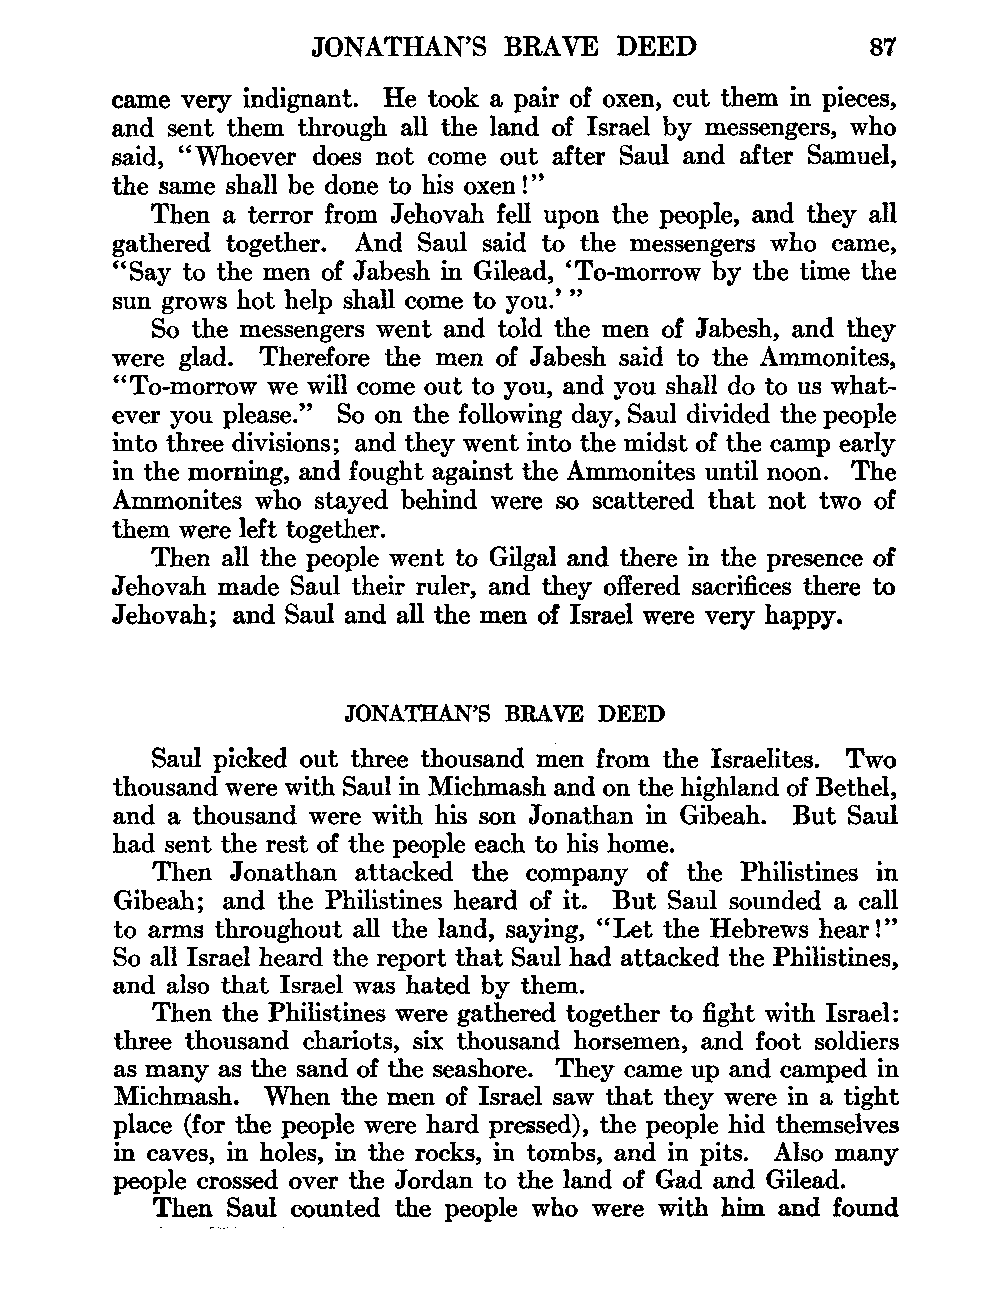 JONATHAN'S BRAVE DEED 87
came very indignant. He took a pair of oxen, cut them in pieces,
and sent them through all the land of Israel by messengers, who
said, “Whoever does not come out after Saul and after Samuel,
the same shall be done to his oxen!”
Then a terror from Jehovah fell upon the people, and they all
gathered together. And Saul said to the messengers who came,
“Say to the men of Jabesh in Gilead, ‘To-morrow by the time the
sun grows hot help shall come to you.’ ”
So the messengers went and told the men of Jabesh, and they
were glad. Therefore the men of Jabesh said to the Ammonites,
“To-morrow we will come out to you, and you shall do to us what-
ever you please.” So on the following day, Saul divided the people
into three divisions; and they went into the midst of the camp early
in the morning, and fought against the Ammonites until noon. The
Ammonites who stayed behind were so scattered that not two of
them were left together.
Then all the people went to Gilgal and there in the presence of
Jehovah made Saul their ruler, and they offered sacrifices there to
Jehovah; and Saul and all the men of Israel were very happy.
JONATHAN'S BRAVE DEED
Saul picked out three thousand men from the Israelites. Two
thousand were with Saul in Michmash and on the highland of Bethel,
and a thousand were with his son Jonathan in Gibeah. But Saul
had sent the rest of the people each to his home.
Then Jonathan attacked the company of the Philistines in
Gibeah; and the Philistines heard of it. But Saul sounded a call
to arms throughout all the land, saying, “Let the Hebrews hear!”
So all Israel heard the report that Saul had attacked the Philistines,
and also that Israel was hated by them.
Then the Philistines were gathered together to fight with Israel:
three thousand chariots, six thousand horsemen, and foot soldiers
as many as the sand of the seashore. They came up and camped in
Michmash. When the men of Israel saw that they were in a tight
place (for the people were hard pressed), the people hid themselves
in caves, in holes, in the rocks, in tombs, and in pits. Also many
people crossed over the Jordan to the land of Gad and Gilead.
Then Saul counted the people who were with him and found